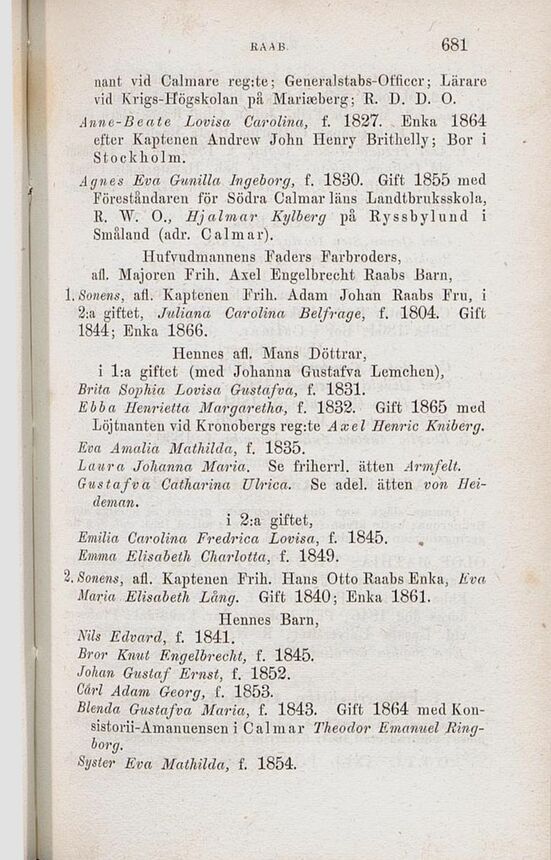 RAAB. 681
nant vid Calmare reg:te; Generalstabs-Officer; Lärare
vid Krigs-Högskolan på Mariæberg; R. D. D. O.
Anne-Beate Lovisa Carolina, f. 1827. Enka 1864
efter Kaptenen Andrew John Henry Brithelly; Bor i
Stockholm.
Agnes Eva Gunilla Ingeborg, f. 1830. Gift 1855 med
Föreståndaren för Södra Calmar läns Landtbruksskola,
R. W. O., Hjalmar Kylberg på Ryssbylund i
Småland (adr. Calmar).
Hufvudmannens Faders Farbroders,
afl. Majoren Frih. Axel Engelbrecht Raabs Barn,
1. Sonens, afl. Kaptenen Frih. Adam Johan Raabs Fru, i
2:a giftet, Juliana Carolina Belfrage, f. 1804. Gift
1844; Enka 1866.
Hennes afl. Mans Döttrar,
i 1:a giftet (med Johanna Gustafva Lemchen),
Brita Sophia Lovisa Gustafva, f. 1831.
Ebba Henrietta Margaretha, f. 1832. Gift 1865 med
Löjtnanten vid Kronobergs reg:te Axel Henric Kniberg.
Eva Amalia Mathilda, f. 1835.
Laura Johanna Maria. Se friherrl. ätten Armfelt.
Gustafva Catharina Ulrica. Se adel. ätten von Hei-
deman.
i 2:a giftet,
Emilia Carolina Fredrica Lovisa, f. 1845.
Emma Elisabeth Charlotta, f. 1849.
2. Sonens, afl. Kaptenen Frih. Hans Otto Raabs Enka, Eva
Maria Elisabeth Lång. Gift 1840; Enka 1861.
Hennes Barn,
Nils Edvard, f. 1841.
Bror Knut Engelbrecht, f. 1845.
Johan Gustaf Ernst, f. 1852.
Carl Adam Georg, f. 1853.
Blenda Gustafva Maria, f. 1843. Gift 1864 med Kon-
sistorii-Amanuensen i Calmar Theodor Emanuel Ring-
borg.
Syster Eva Mathilda, f. 1854.